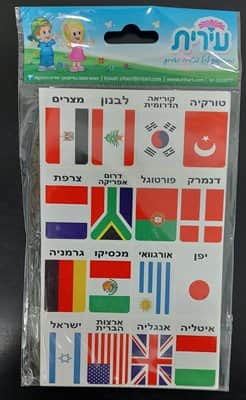 עירית
מצרים לבנון קוריאה הדרומית טורקיה
צרפת דרום אפריקה פורטוגל דנמרק
גרמניה מכסיקו אורגוואי יפן
ישראל ארצות הברית אנגליה איטליה